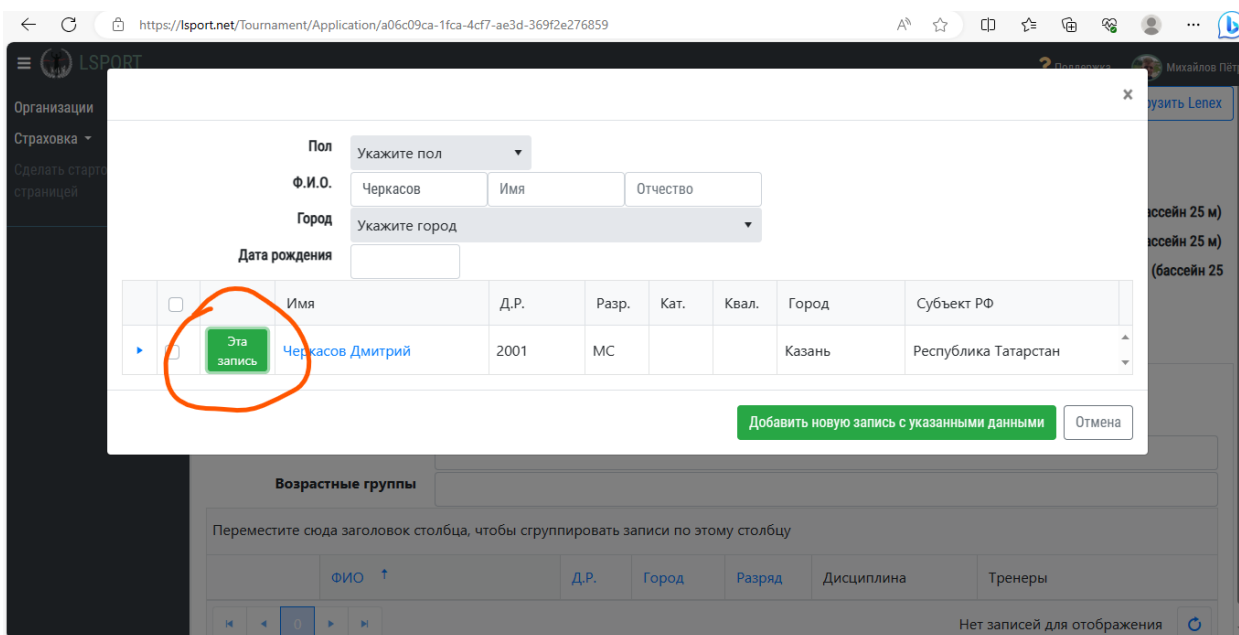 https://lsport.net/Tournament/Application/a06c09ca-1fca-4cf7-ae3d-369f2e276859
LSPORT
Поддержка
Михайлов Пётр
Организации
узить Lenex
Страховка
Сделать старто
страницей
Пол
Укажите пол
Ф.И.О.
Черкасов
Имя
Отчество
Город
Укажите город
Дата рождения
ассейн 25 м)
ассейн 25 м)
(бассейн 25
Имя
Д.Р.
Разр.
Кат.
Квал.
Город
Субъект РФ
Эта
запись
Черкасов Дмитрий
2001
МС
Казань
Республика Татарстан
Добавить новую запись с указанными данными
Отмена
Возрастные группы
Переместите сюда заголовок столбца, чтобы сгруппировать записи по этому столбцу
ФИО
Д.Р.
Город
Разряд
Дисциплина
Тренеры
0
Нет записей для отображения